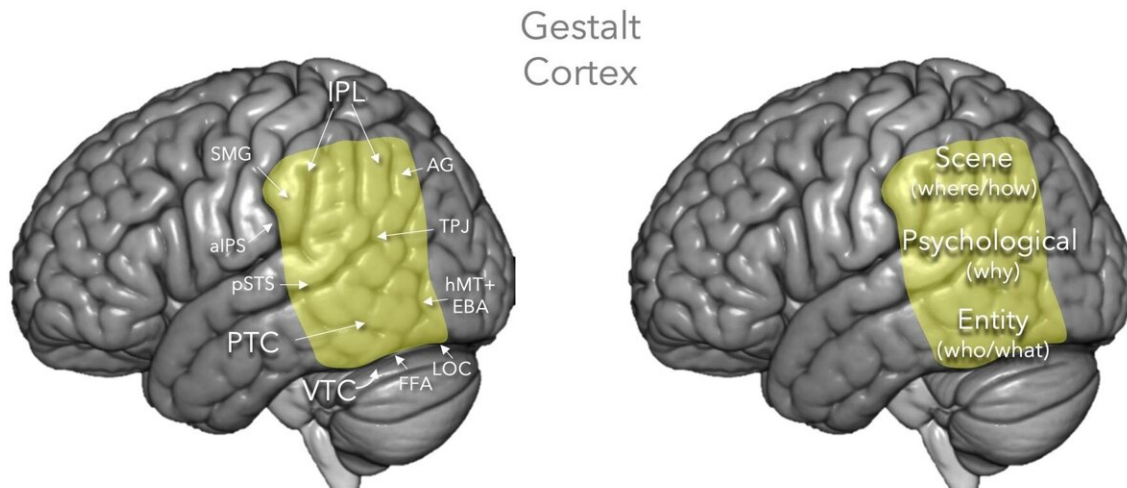 Gestalt
Cortex
IPL
SMG
AG
TPJ
aIPS
pSTS
hMT+
EBA
PTC
LOC
FFA
VTC
Scene
(where/how)
Psychological
(why)
Entity
(who/what)